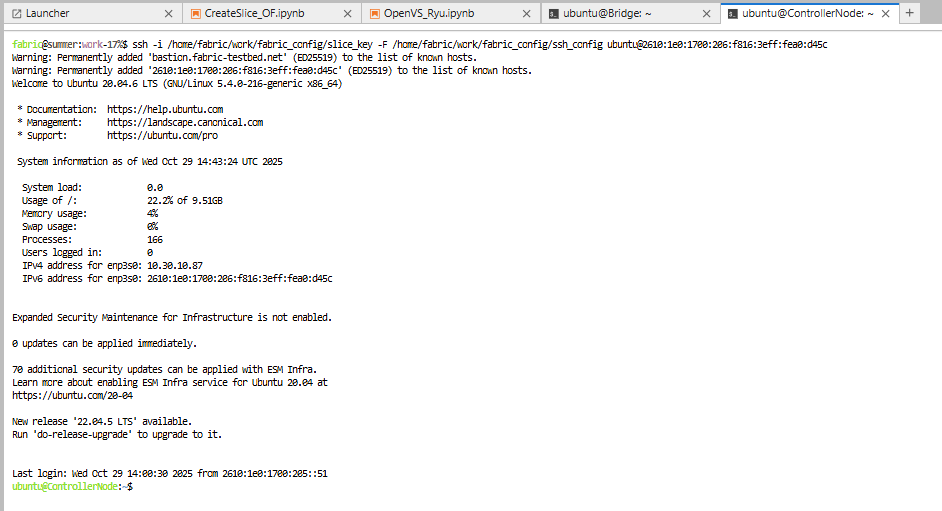 Launcher
CreateSlice_OF.ipynb
OpenVS_Ryu.ipynb
ubuntu@Bridge: ~
ubuntu@ControllerNode: ~
fabric@summer:work-17%$ ssh -i /home/fabric/work/fabric_config/slice_key -F /home/fabric/work/fabric_config/ssh_config ubuntu@2610:1e0:1700:206:f816:3eff:fea0:d45c
Warning: Permanently added 'bastion.fabric-testbed.net' (ED25519) to the list of known hosts.
Warning: Permanently added '2610:1e0:1700:206:f816:3eff:fea0:d45c' (ED25519) to the list of known hosts.
Welcome to Ubuntu 20.04.6 LTS (GNU/Linux 5.4.0-216-generic x86_64)
* Documentation:  https://help.ubuntu.com
* Management:     https://landscape.canonical.com
* Support:        https://ubuntu.com/pro
System information as of Wed Oct 29 14:43:24 UTC 2025
System load:             0.0
Usage of /:              22.2% of 9.51GB
Memory usage:            4%
Swap usage:              0%
Processes:               166
Users logged in:         0
IPv4 address for enp3s0: 10.30.10.87
IPv6 address for enp3s0: 2610:1e0:1700:206:f816:3eff:fea0:d45c
Expanded Security Maintenance for Infrastructure is not enabled.
0 updates can be applied immediately.
70 additional security updates can be applied with ESM Infra.
Learn more about enabling ESM Infra service for Ubuntu 20.04 at
https://ubuntu.com/20-04
New release '22.04.5 LTS' available.
Run 'do-release-upgrade' to upgrade to it.
Last login: Wed Oct 29 14:00:30 2025 from 2610:1e0:1700:205::51
ubuntu@ControllerNode:~$